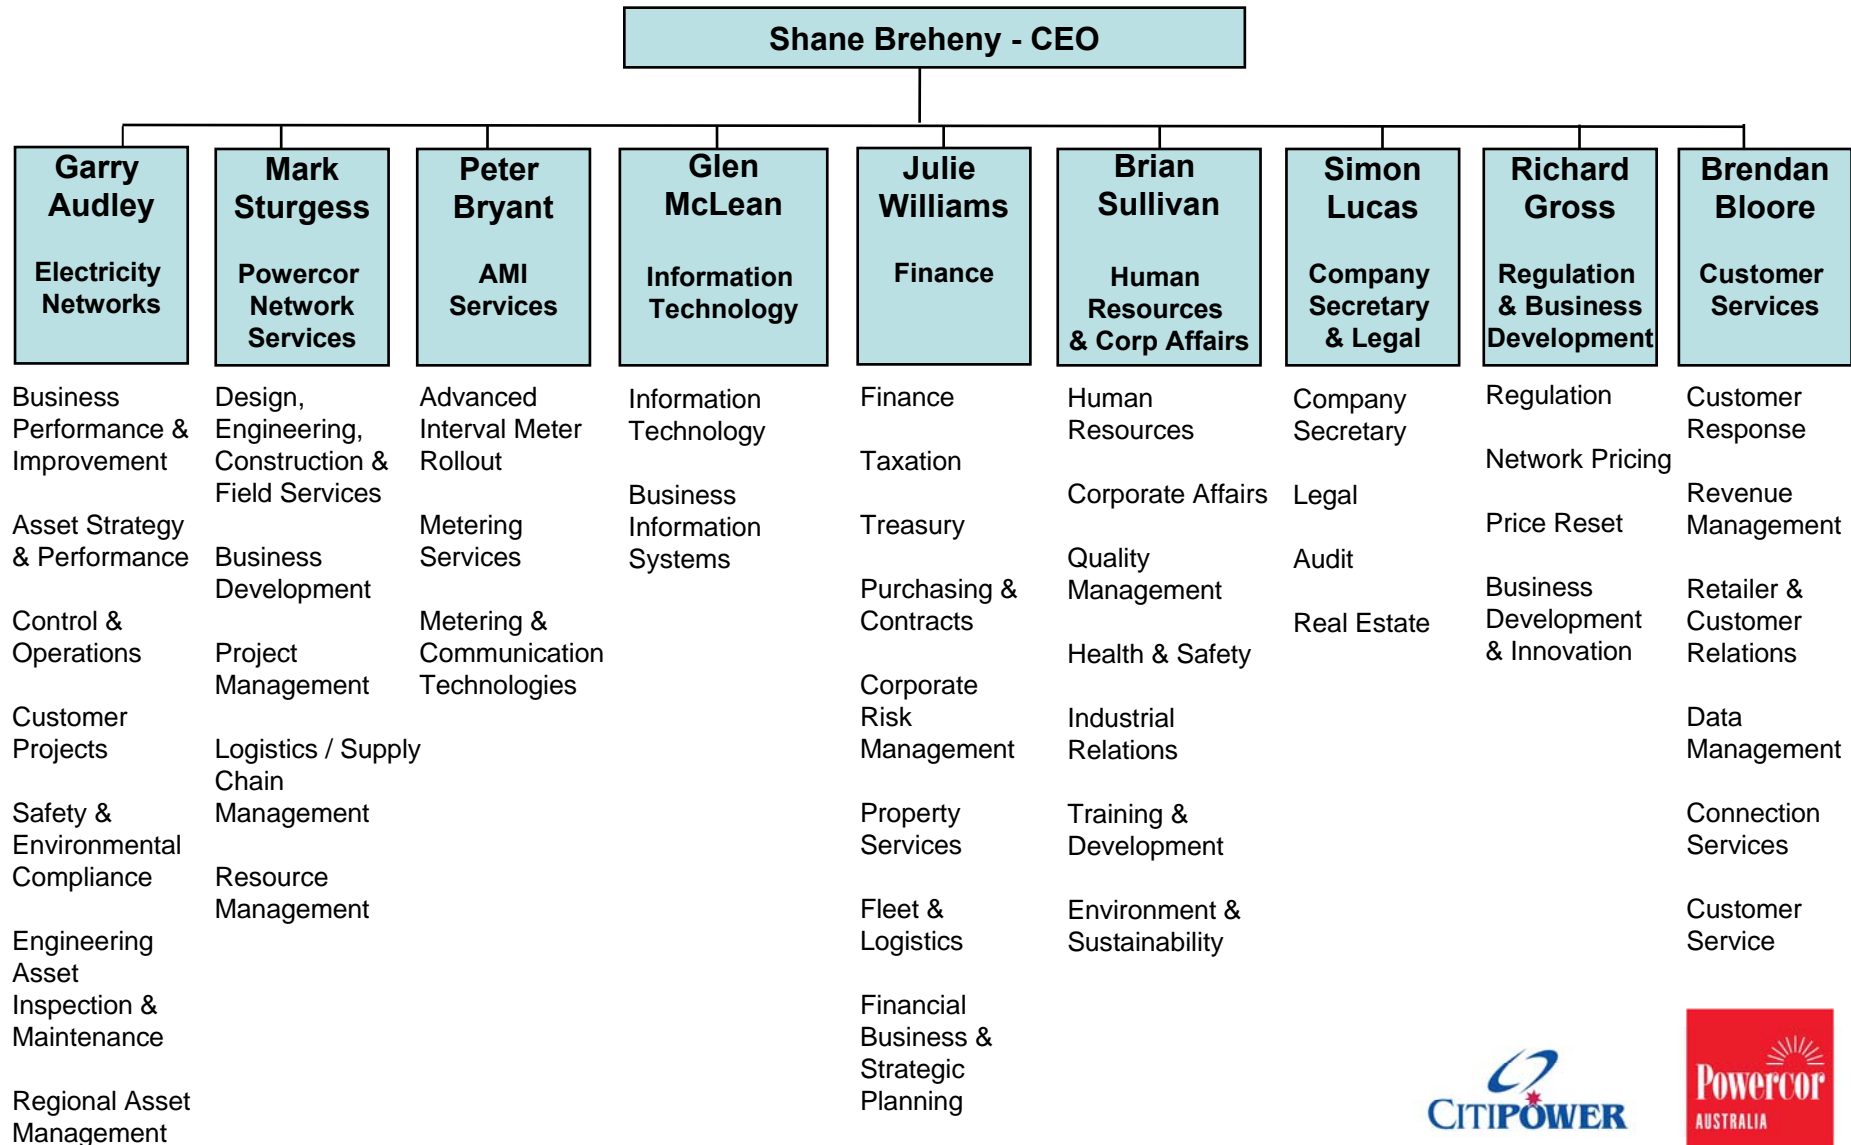 Shane Breheny - CEO
Garry
Audley
Electricity
Networks
Business
Performance &
Improvement
Asset Strategy
& Performance
Control &
Operations
Customer
Projects
Safety &
Environmental
Compliance
Engineering
Asset
Inspection &
Maintenance
Regional Asset
Management
Mark
Sturgess
Powercor
Network
Services
Design,
Engineering,
Construction &
Field Services
Business
Development
Project
Management
Logistics / Supply
Chain
Management
Resource
Management
Peter
Bryant
AMI
Services
Advanced
Interval Meter
Rollout
Metering
Services
Metering &
Communication
Technologies
Glen
McLean
Information
Technology
Information
Technology
Business
Information
Systems
Julie
Williams
Finance
Finance
Taxation
Treasury
Purchasing &
Contracts
Corporate
Risk
Management
Property
Services
Fleet &
Logistics
Financial
Business &
Strategic
Planning
Brian
Sullivan
Human
Resources
& Corp Affairs
Human
Resources
Corporate Affairs
Quality
Management
Health & Safety
Industrial
Relations
Training &
Development
Environment &
Sustainability
Simon
Lucas
Company
Secretary
& Legal
Company
Secretary
Legal
Audit
Real Estate
Richard
Gross
Regulation
& Business
Development
Regulation
Network Pricing
Price Reset
Business
Development
& Innovation
Brendan
Bloore
Customer
Services
Customer
Response
Revenue
Management
Retailer &
Customer
Relations
Data
Management
Connection
Services
Customer
Service
CITIPOWER
Powercor
AUSTRALIA